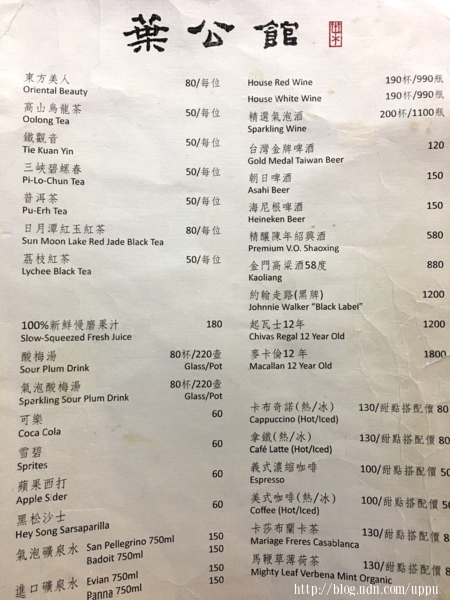 葉公館
東方美人 80/每位
Oriental Beauty
高山烏龍茶 50/每位
Oolong Tea
鐵觀音 50/每位
Tie Kuan Yin
三峽碧螺春 50/每位
Pi-Lo-Chun Tea
普洱茶 50/每位
Pu-Erh Tea
日月潭紅玉紅茶 80/每位
Sun Moon Lake Red Jade Black Tea
荔枝紅茶 50/每位
Lychee Black Tea
100%新鮮慢磨果汁 180
Slow-Squeezed Fresh Juice
酸梅湯 80杯/220壺
Sour Plum Drink Glass/Pot
氣泡酸梅湯 80杯/220壺
Sparkling Sour Plum Drink Glass/Pot
可樂 60
Coca Cola
雪碧 60
Sprites
蘋果西打 60
Apple Sider
黑松沙士 60
Hey Song Sarsaparilla
氣泡礦泉水 San Pellegrino 750ml 150
Badoit 750ml 150
進口礦泉水 Evian 750ml 150
Panna 750ml 150
House Red Wine 190杯/990瓶
House White Wine 190杯/990瓶
精選氣泡酒 200杯/1100瓶
Sparkling Wine
台灣金牌啤酒 120
Gold Medal Taiwan Beer
朝日啤酒 150
Asahi Beer
海尼根啤酒 150
Heineken Beer
精釀陳年紹興酒 580
Premium V.O. Shaoxing
金門高梁酒58度 880
Kaoliang
約翰走路(黑牌) 1200
Johnnie Walker "Black Label"
起瓦士12年 1200
Chivas Regal 12 Year Old
麥卡倫12年 1800
Macallan 12 Year Old
卡布奇諾(熱/冰) 130/甜點搭配價 80
Cappuccino (Hot/Iced)
拿鐵(熱/冰) 130/甜點搭配價 80
Café Latte (Hot/Iced)
義式濃縮咖啡 100/甜點搭配價 50
Espresso
美式咖啡(熱/冰) 100/甜點搭配價 50
Coffee (Hot/Iced)
卡莎布蘭卡茶 130/甜點搭配價 80
Mariage Freres Casablanca
馬鞭草薄荷茶 130/甜點搭配價 8
Mighty Leaf Verbena Mint Organic
http://blog.udn.com/uppu